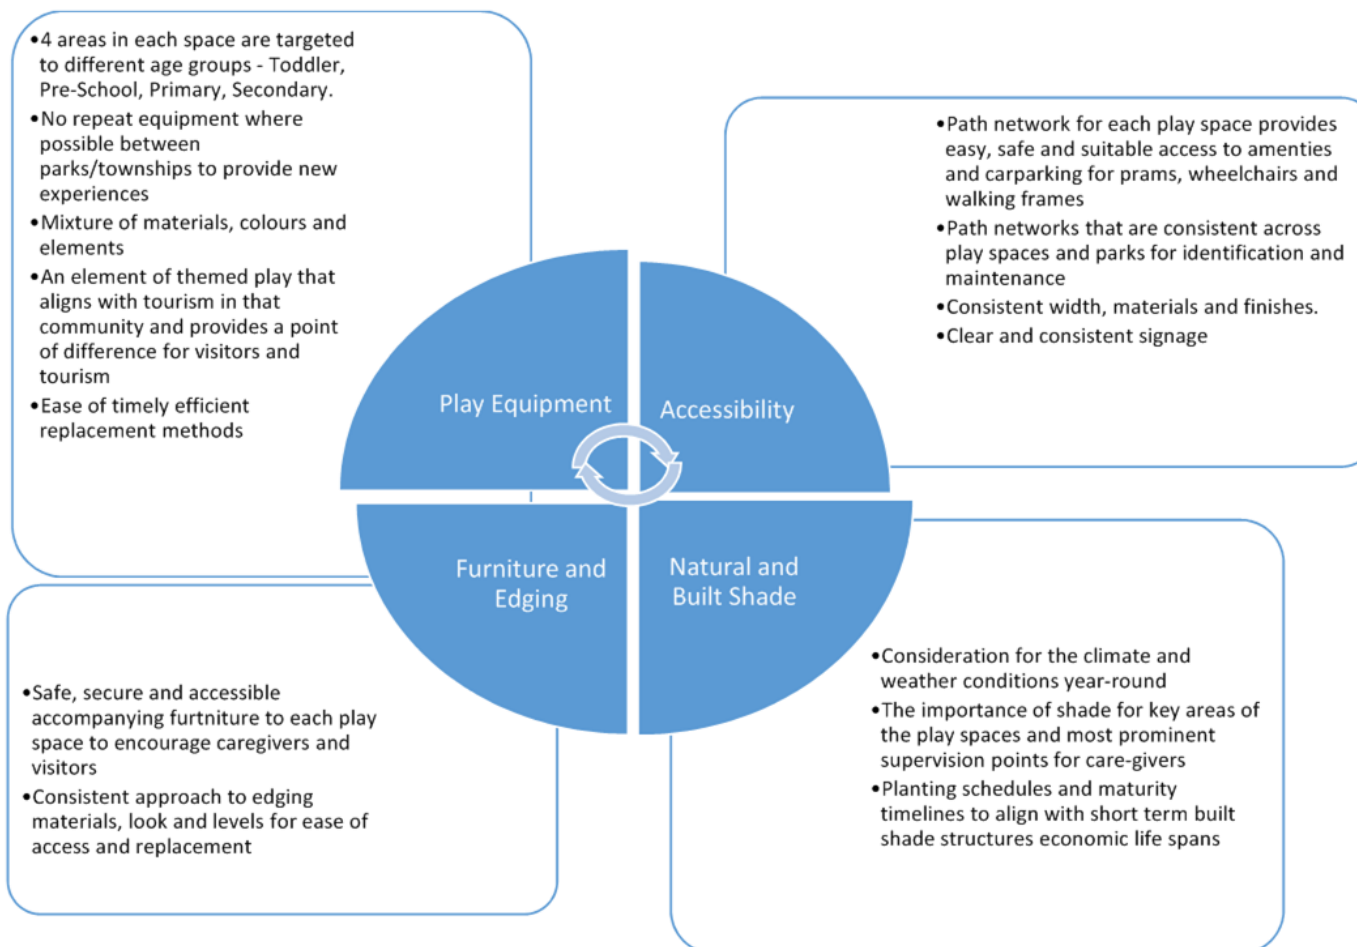 •4 areas in each space are targeted
to different age groups - Toddler,
Pre-School, Primary, Secondary.
•No repeat equipment where
possible between
parks/townships to provide new
experiences
•Mixture of materials, colours and
elements
•An element of themed play that
aligns with tourism in that
community and provides a point
of difference for visitors and
tourism
•Ease of timely efficient
replacement methods
•Path network for each play space provides
easy, safe and suitable access to amenties
and carparking for prams, wheelchairs and
walking frames
•Path networks that are consistent across
play spaces and parks for identification and
maintenance
•Consistent width, materials and finishes.
•Clear and consistent signage
Play Equipment
Accessibility
Furniture and
Edging
Natural and
Built Shade
•Safe, secure and accessible
accompanying furtniture to each play
space to encourage caregivers and
visitors
•Consistent approach to edging
materials, look and levels for ease of
access and replacement
•Consideration for the climate and
weather conditions year-round
•The importance of shade for key areas of
the play spaces and most prominent
supervision points for care-givers
•Planting schedules and maturity
timelines to align with short term built
shade structures economic life spans